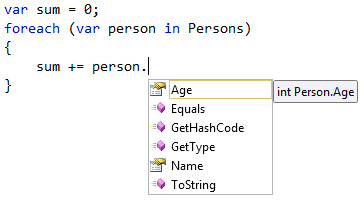 var sum = 0;
foreach (var person in Persons)
{
    sum += person.
}
Age
int Person.Age
Equals
GetHashCode
GetType
Name
ToString